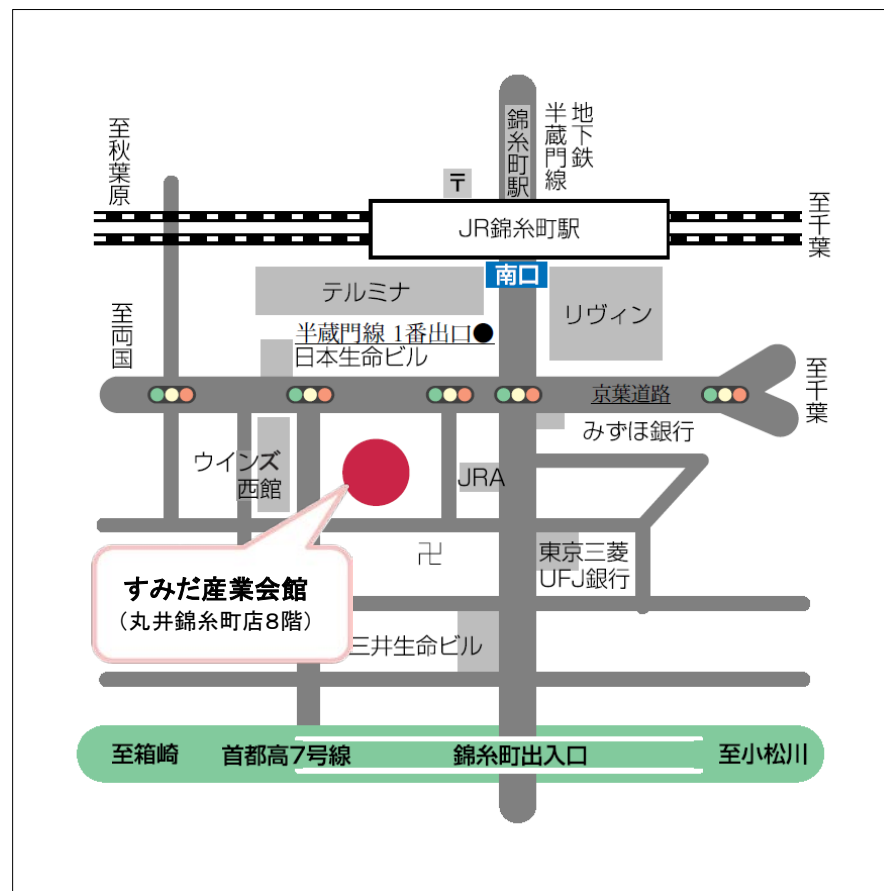 地下鉄
半蔵門線
錦糸町駅
至秋葉原
〒
JR錦糸町駅
至千葉
南口
テルミナ
リヴィン
至両国
半蔵門線 1番出口●
日本生命ビル
至千葉
京葉道路
みずほ銀行
ウインズ
西館
JRA
卍
東京三菱
UFJ銀行
すみだ産業会館
（丸井錦糸町店8階）
三井生命ビル
至箱崎
首都高7号線
錦糸町出入口
至小松川